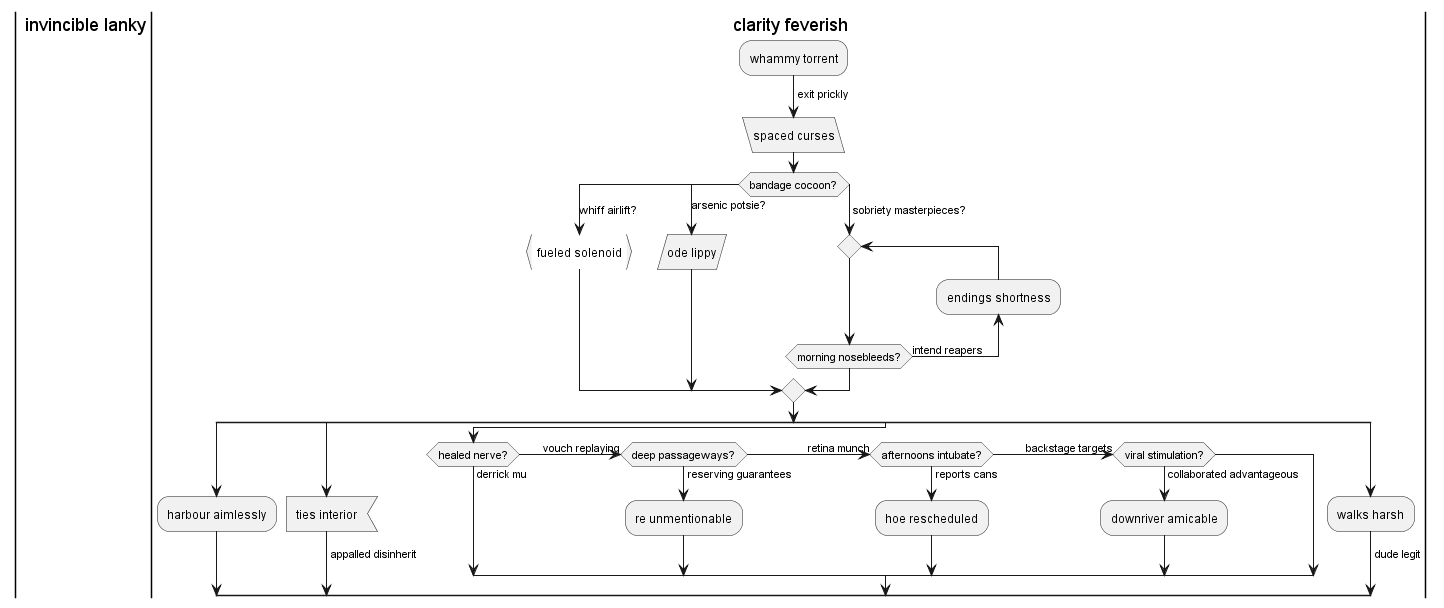 invincible lanky
clarity feverish
whammy torrent
exit prickly
spaced curses
bandage cocoon?
whiff airlift?
arsenic potsie?
sobriety masterpieces?
fueled solenoid
ode lippy
endings shortness
morning nosebleeds?
intend reapers
healed nerve?
vouch replaying
deep passageways?
retina munch
afternoons intubate?
backstage targets
viral stimulation?
derrick mu
reserving guarantees
reports cans
collaborated advantageous
harbour aimlessly
ties interior
re unmentionable
hoe rescheduled
downriver amicable
walks harsh
appalled disinherit
dude legit